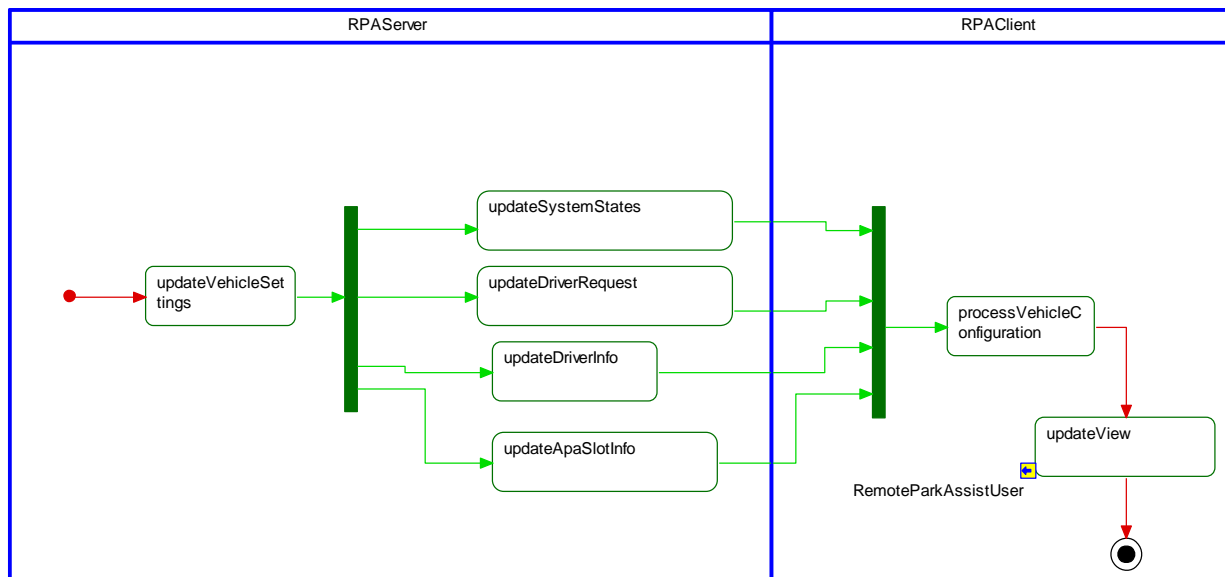 RPAServer
RPAClient
updateSystemStates
updateVehicleSet
tings
updateDriverRequest
processVehicleC
onfiguration
updateDriverInfo
updateView
updateApaSlotInfo
RemoteParkAssistUser